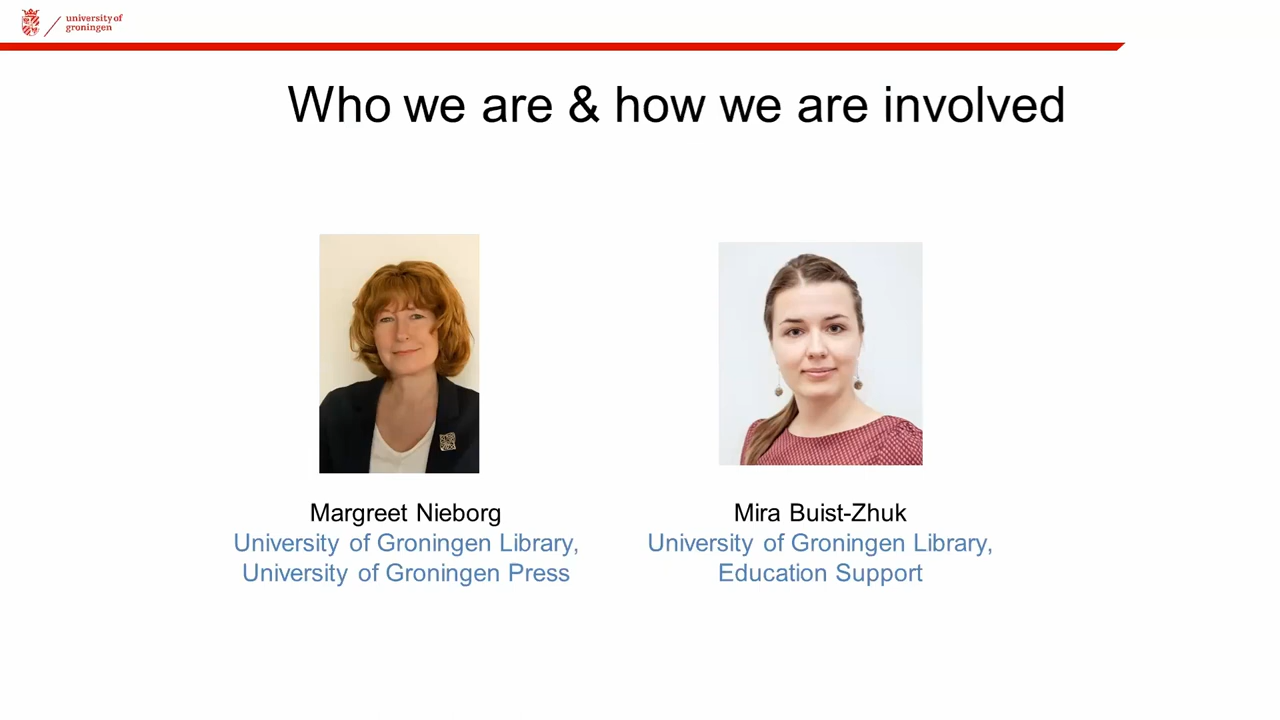 university of
groningen
Who we are & how we are involved
Margreet Nieborg
University of Groningen Library,
University of Groningen Press
Mira Buist-Zhuk
University of Groningen Library,
Education Support